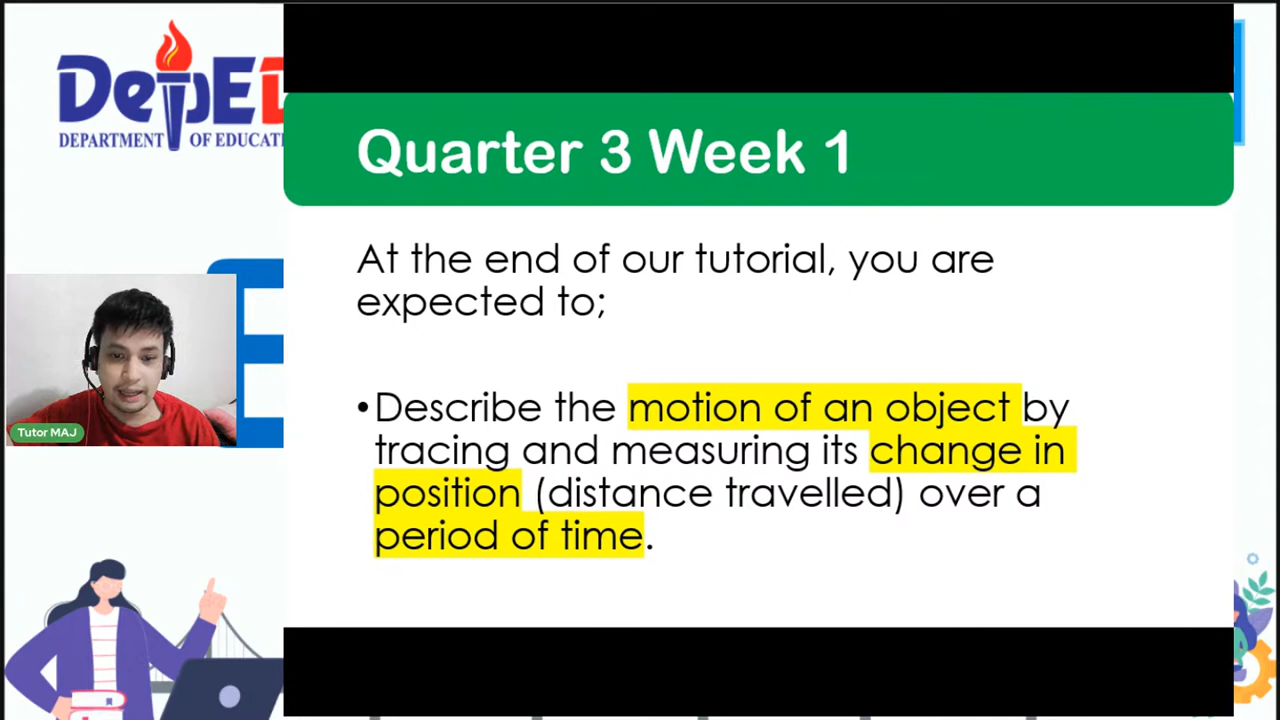 DepED
DEPARTMENT OF EDUCATI
Quarter 3 Week 1
At the end of our tutorial, you are
expected to;
•Describe the motion of an object by
tracing and measuring its change in
position (distance travelled) over a
period of time.
Tutor MAJ
E